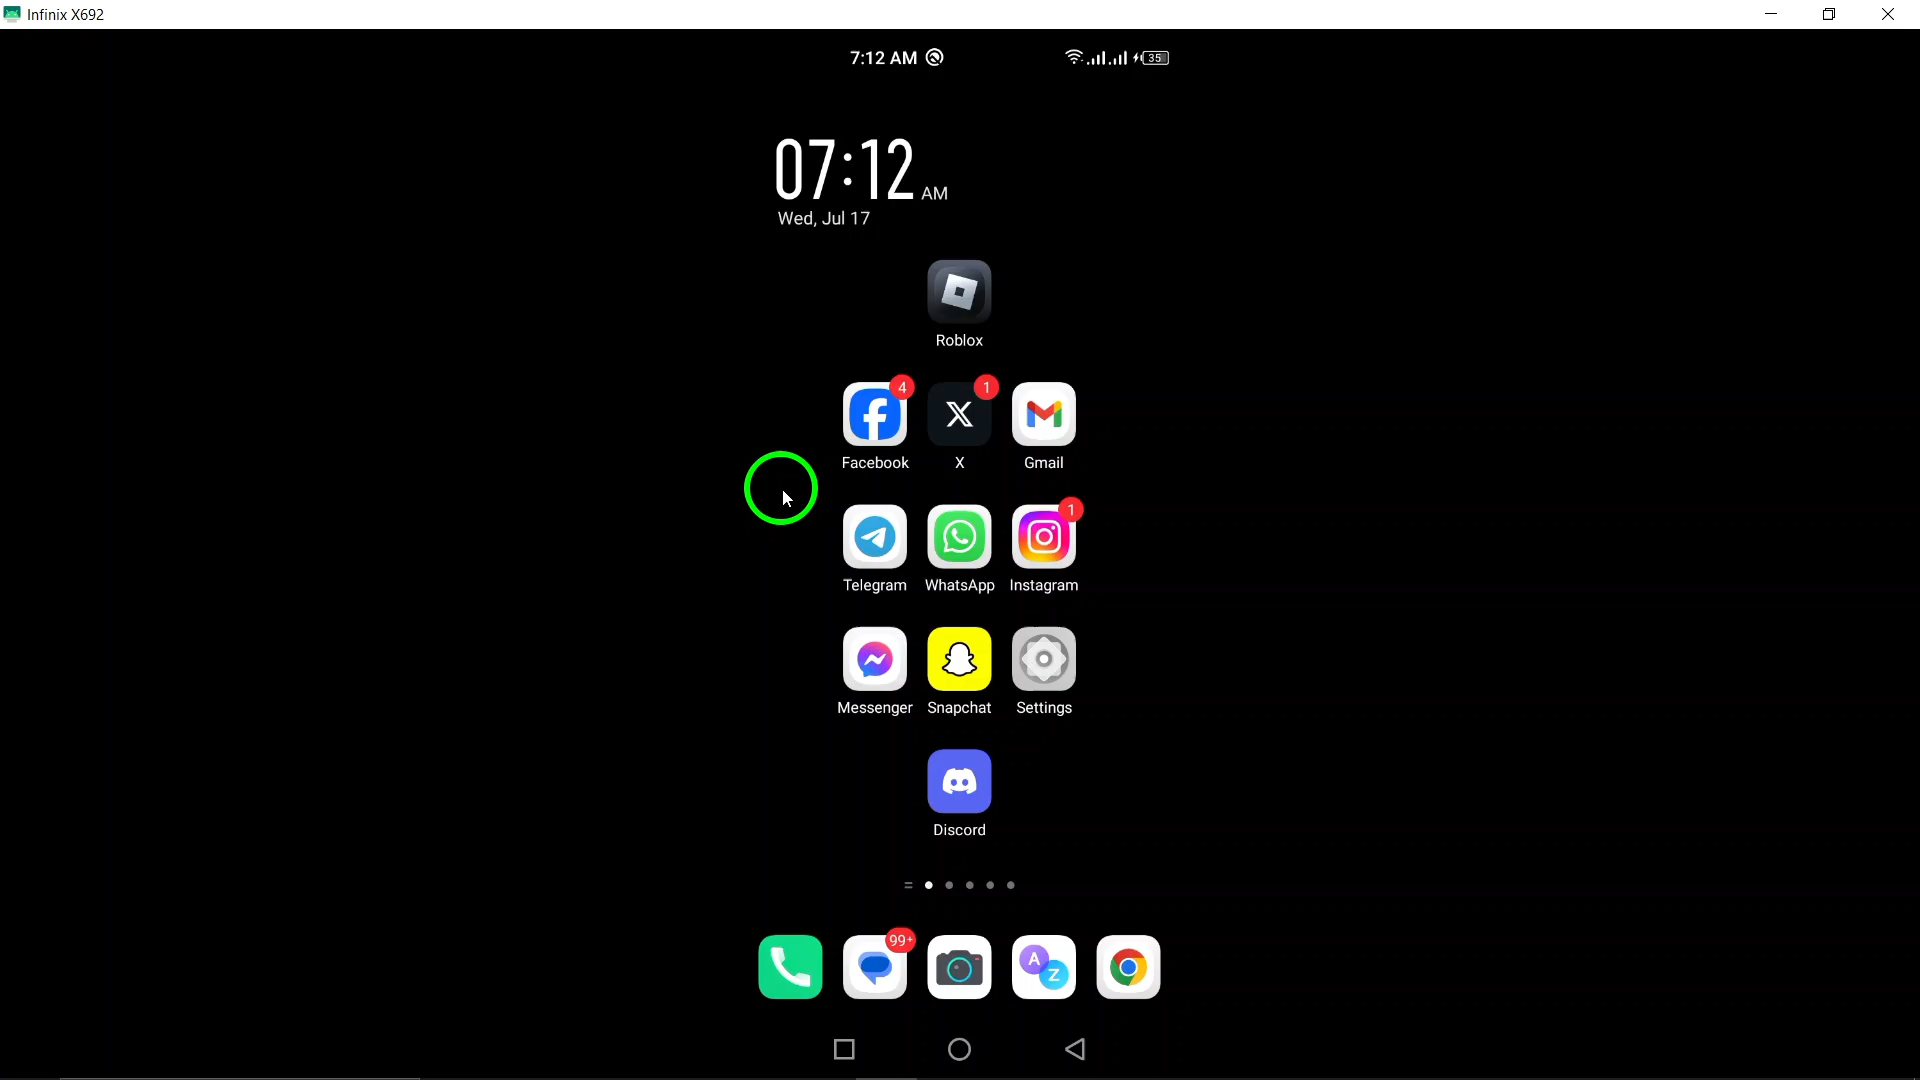 Infinix X692
7:12 AM
35
07:12 AM
Wed, Jul 17
Roblox
4
1
Facebook
X
Gmail
1
Telegram
WhatsApp
Instagram
Messenger
Snapchat
Settings
Discord
99+
A
Z